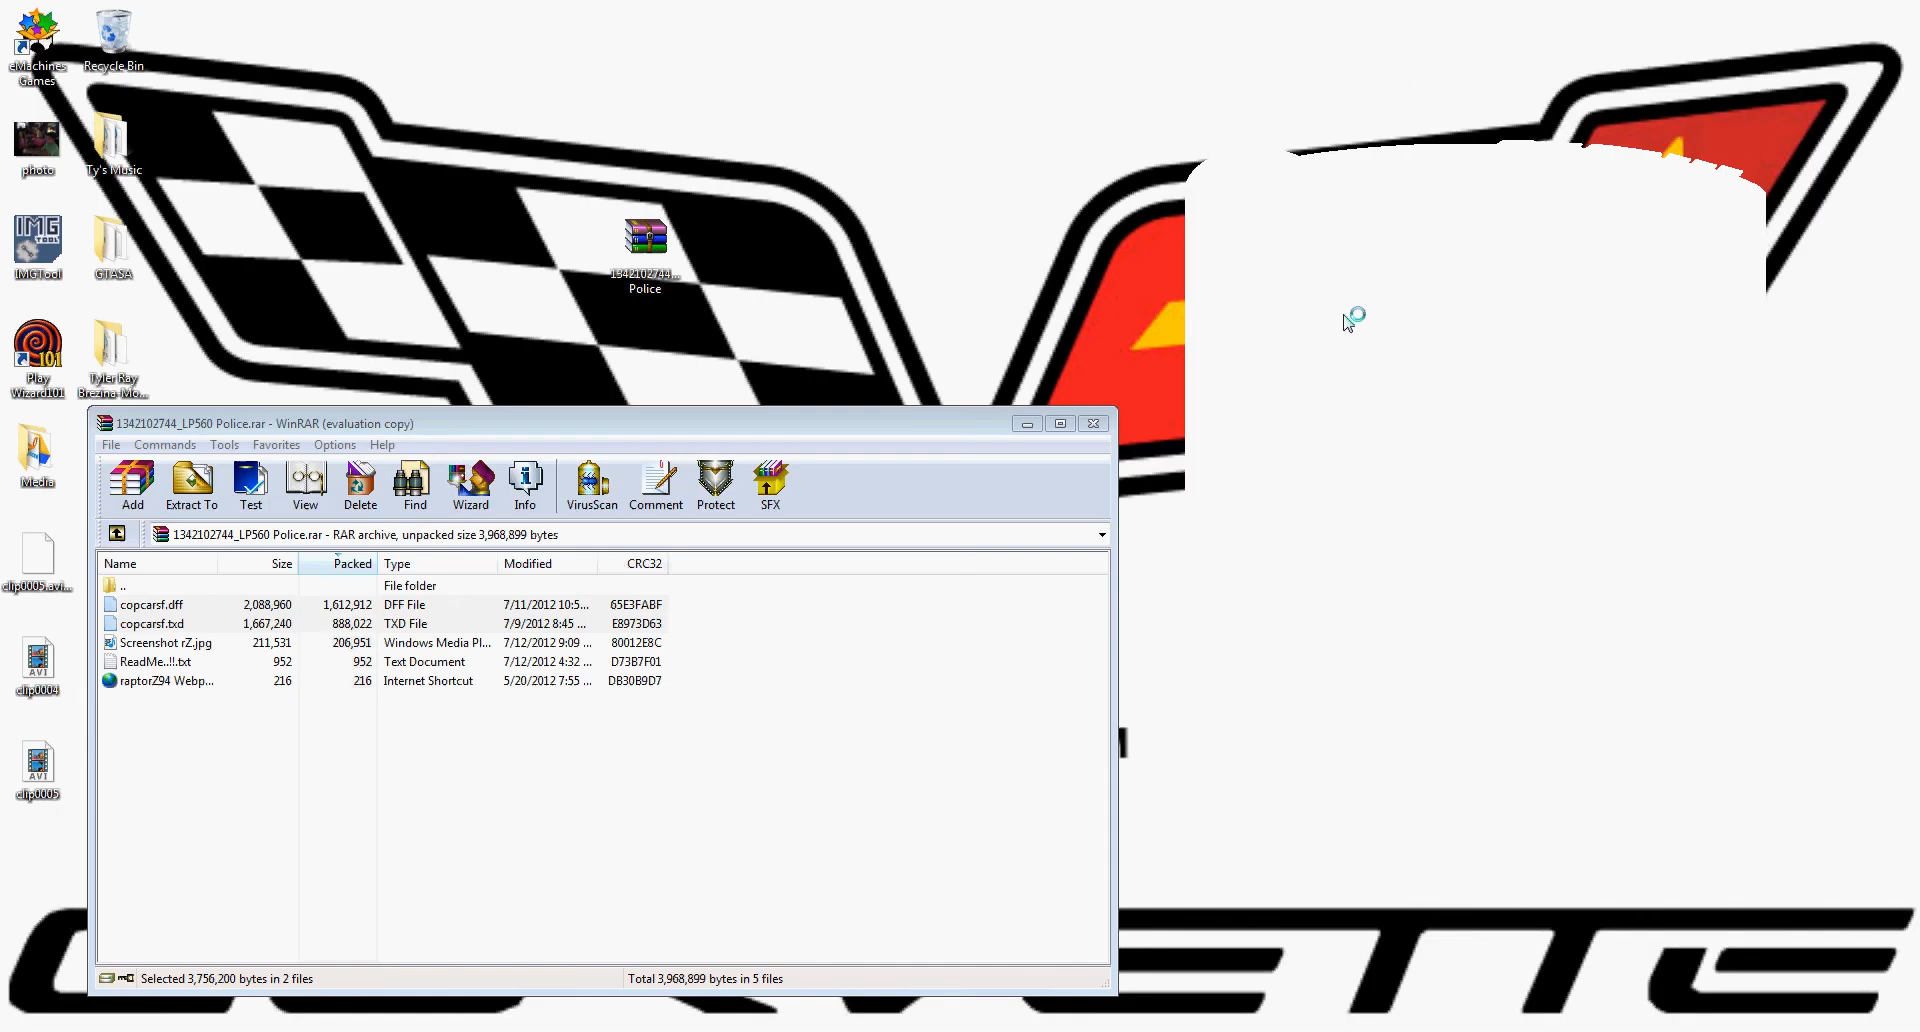 eMachines Games
Recycle Bin
photo
Ty's Music
IMG
TOOL
IMGTool
GTASA
101
Play Wizard101
Tyler Ray Brezina-Mo...
Media
clip0005.avi...
AVI
clip0004
AVI
clip0005
1342102744... Police
1342102744_LP560 Police.rar - WinRAR (evaluation copy)
File Commands Tools Favorites Options Help
Add Extract To Test View Delete Find Wizard Info VirusScan Comment Protect SFX
1342102744_LP560 Police.rar - RAR archive, unpacked size 3,968,899 bytes
Name Size Packed Type Modified CRC32
.. File folder
copcarsf.dff 2,088,960 1,612,912 DFF File 7/11/2012 10:5... 65E3FABF
copcarsf.txd 1,667,240 888,022 TXD File 7/9/2012 8:45 ... E8973D63
Screenshot rZ.jpg 211,531 206,951 Windows Media Pl... 7/12/2012 9:09 ... 80012E8C
ReadMe..!!.txt 952 952 Text Document 7/12/2012 4:32 ... D73B7F01
raptorZ94 Webp... 216 216 Internet Shortcut 5/20/2012 7:55 ... DB30B9D7
Selected 3,756,200 bytes in 2 files
Total 3,968,899 bytes in 5 files